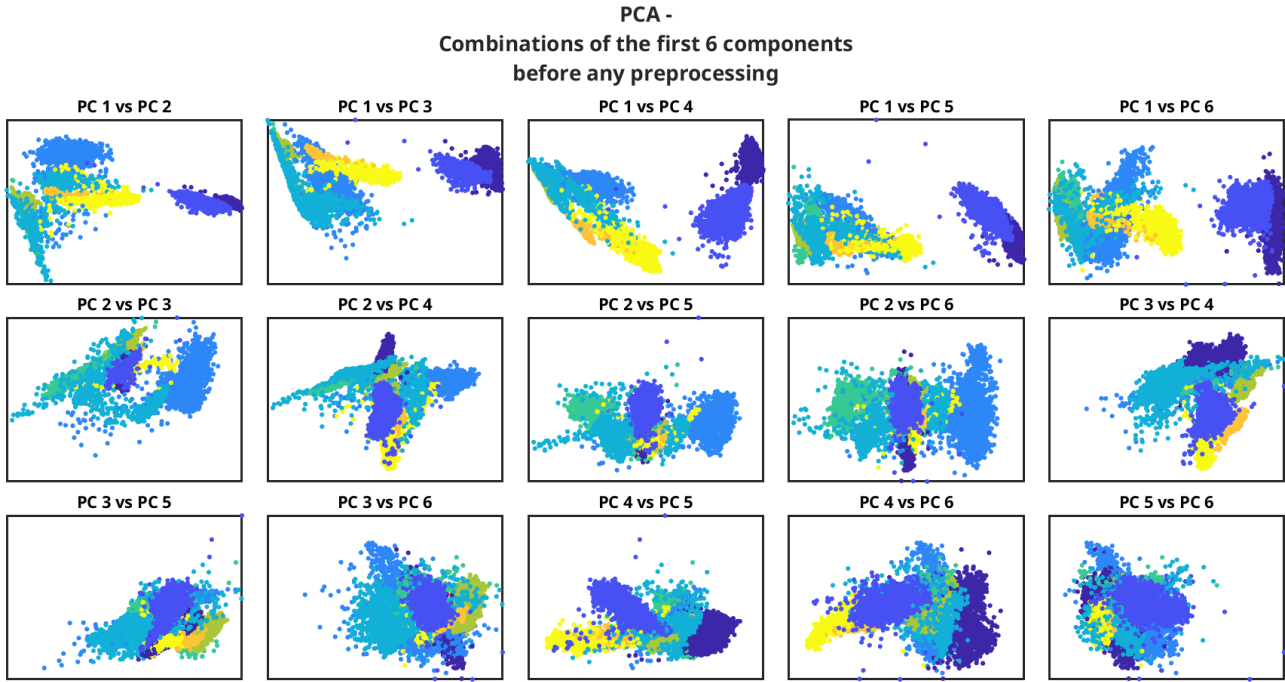 PCA -
Combinations of the first 6 components
before any preprocessing
PC 1 vs PC 2
PC 1 vs PC 3
PC 1 vs PC 4
PC 1 vs PC 5
PC 1 vs PC 6
PC 2 vs PC 3
PC 2 vs PC 4
PC 2 vs PC 5
PC 2 vs PC 6
PC 3 vs PC 4
PC 3 vs PC 5
PC 3 vs PC 6
PC 4 vs PC 5
PC 4 vs PC 6
PC 5 vs PC 6